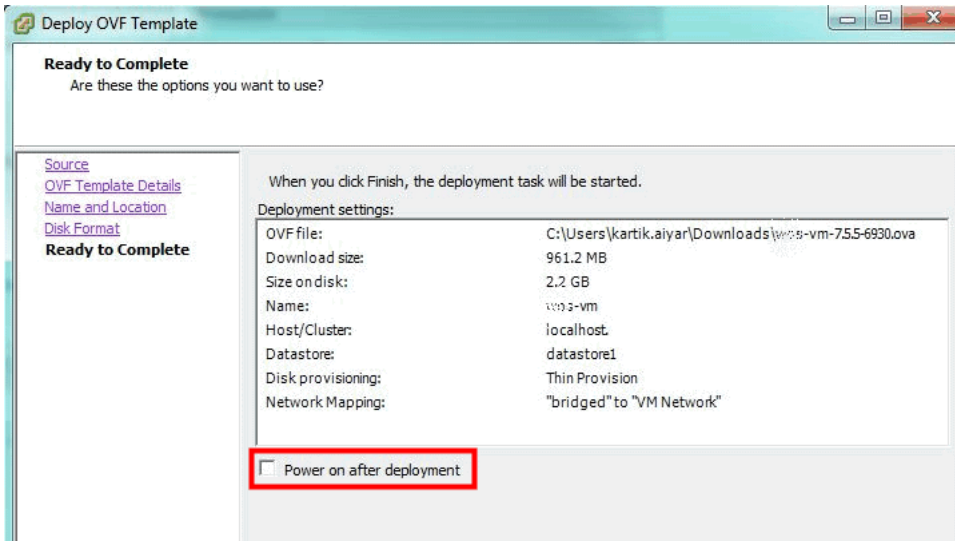 Deploy OVF Template
Ready to Complete
Are these the options you want to use?
Source
OVF Template Details
Name and Location
Disk Format
Ready to Complete
When you click Finish, the deployment task will be started.
Deployment settings:
OVF file: C:\Users\kartik.aiyar\Downloads\ -vm-7.5.5-6930.ova
Download size: 961.2 MB
Size on disk: 2.2 GB
Name: -vm
Host/Cluster: localhost.
Datastore: datastore1
Disk provisioning: Thin Provision
Network Mapping: "bridged" to "VM Network"
Power on after deployment